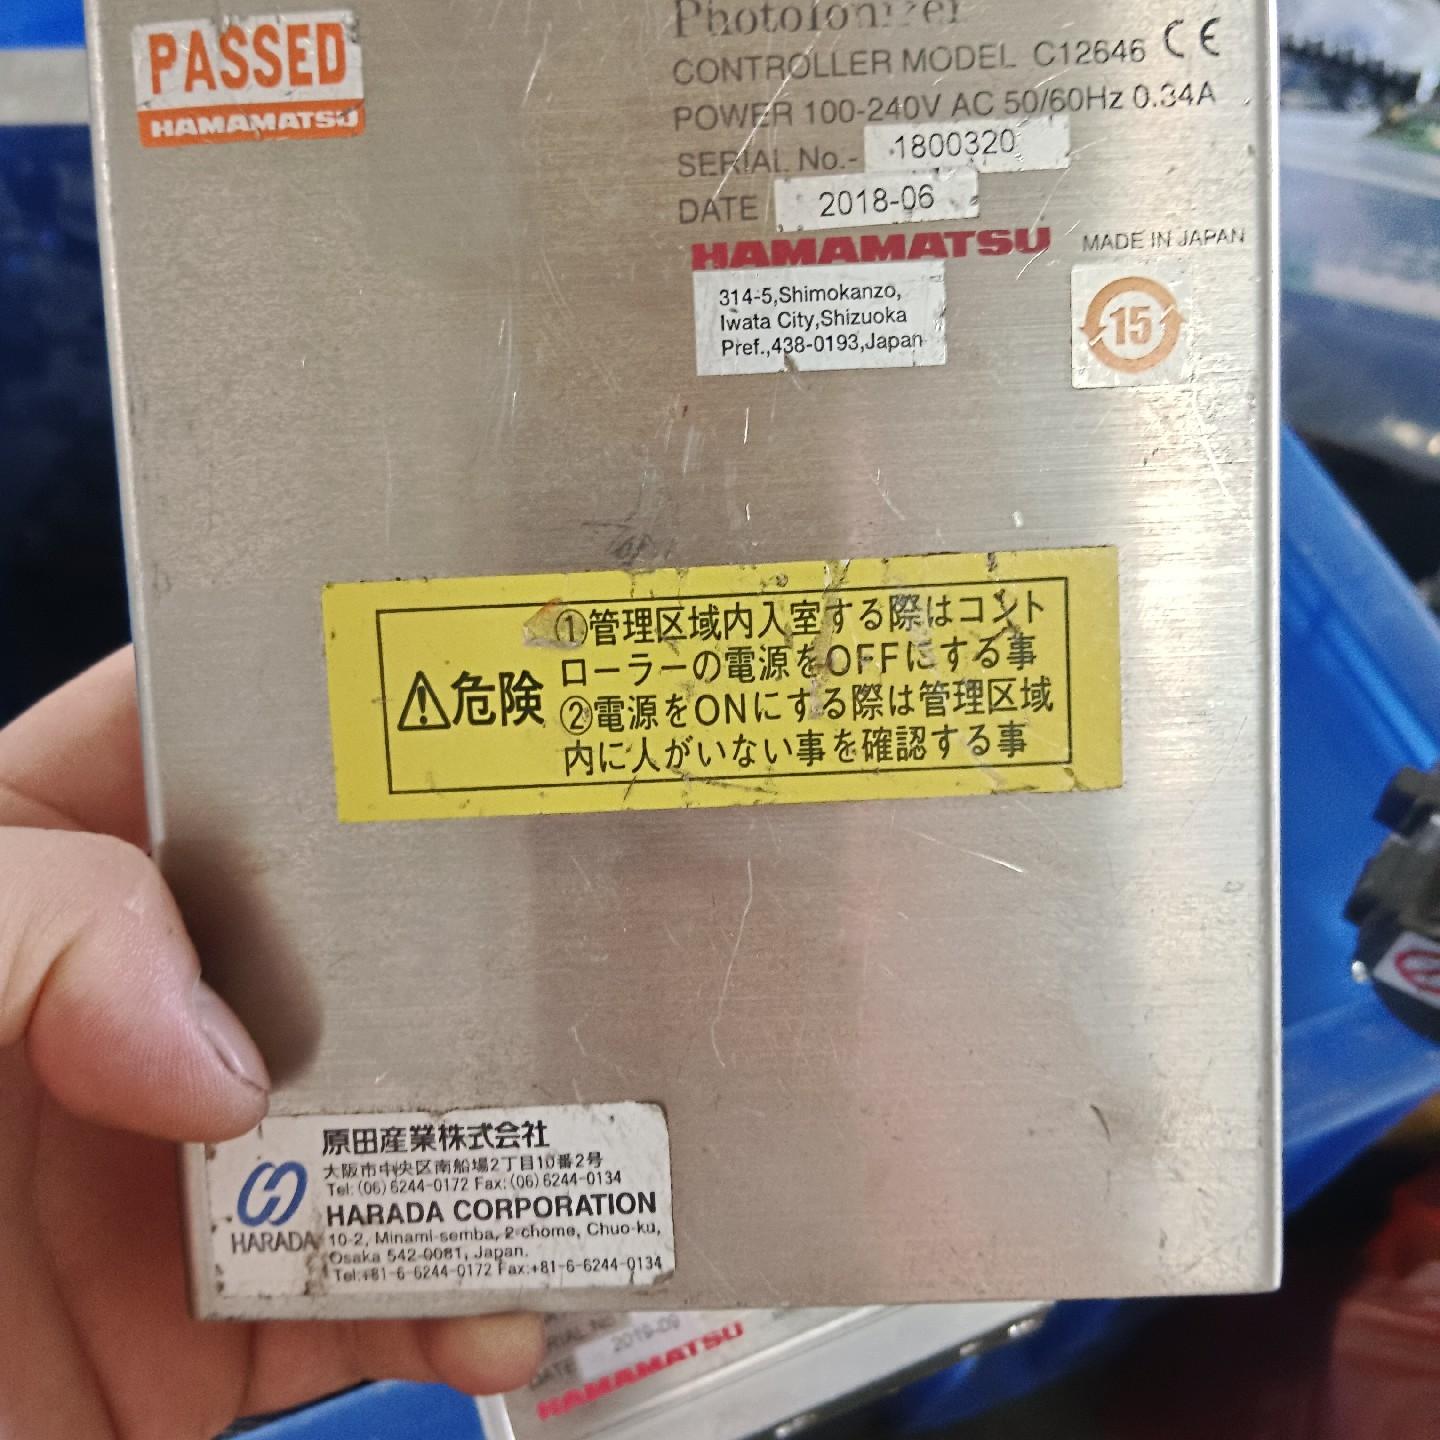 PASSED
HAMAMATSU
PhotoIonizer
CONTROLLER MODEL C12646 CE
POWER 100-240V AC 50/60Hz 0.34A
SERIAL No.- 1800320
DATE 2018-06
HAMAMATSU MADE IN JAPAN
314-5,Shimokanzo,
Iwata City,Shizuoka
Pref.,438-0193,Japan
15
危険
①管理区域内入室する際はコント
ローラーの電源をOFFにする事
②電源をONにする際は管理区域
内に人がいない事を確認する事
原田産業株式会社
大阪市中央区南船場2丁目10番2号
Tel:(06)6244-0172 Fax:(06)6244-0134
HARADA CORPORATION
HARADA
10-2, Minami-semba, 2-chome, Chuo-ku,
Osaka 542-0081, Japan.
Tel:+81-6-6244-0172 Fax:+81-6-6244-0134
DATE
HAMAMATSU